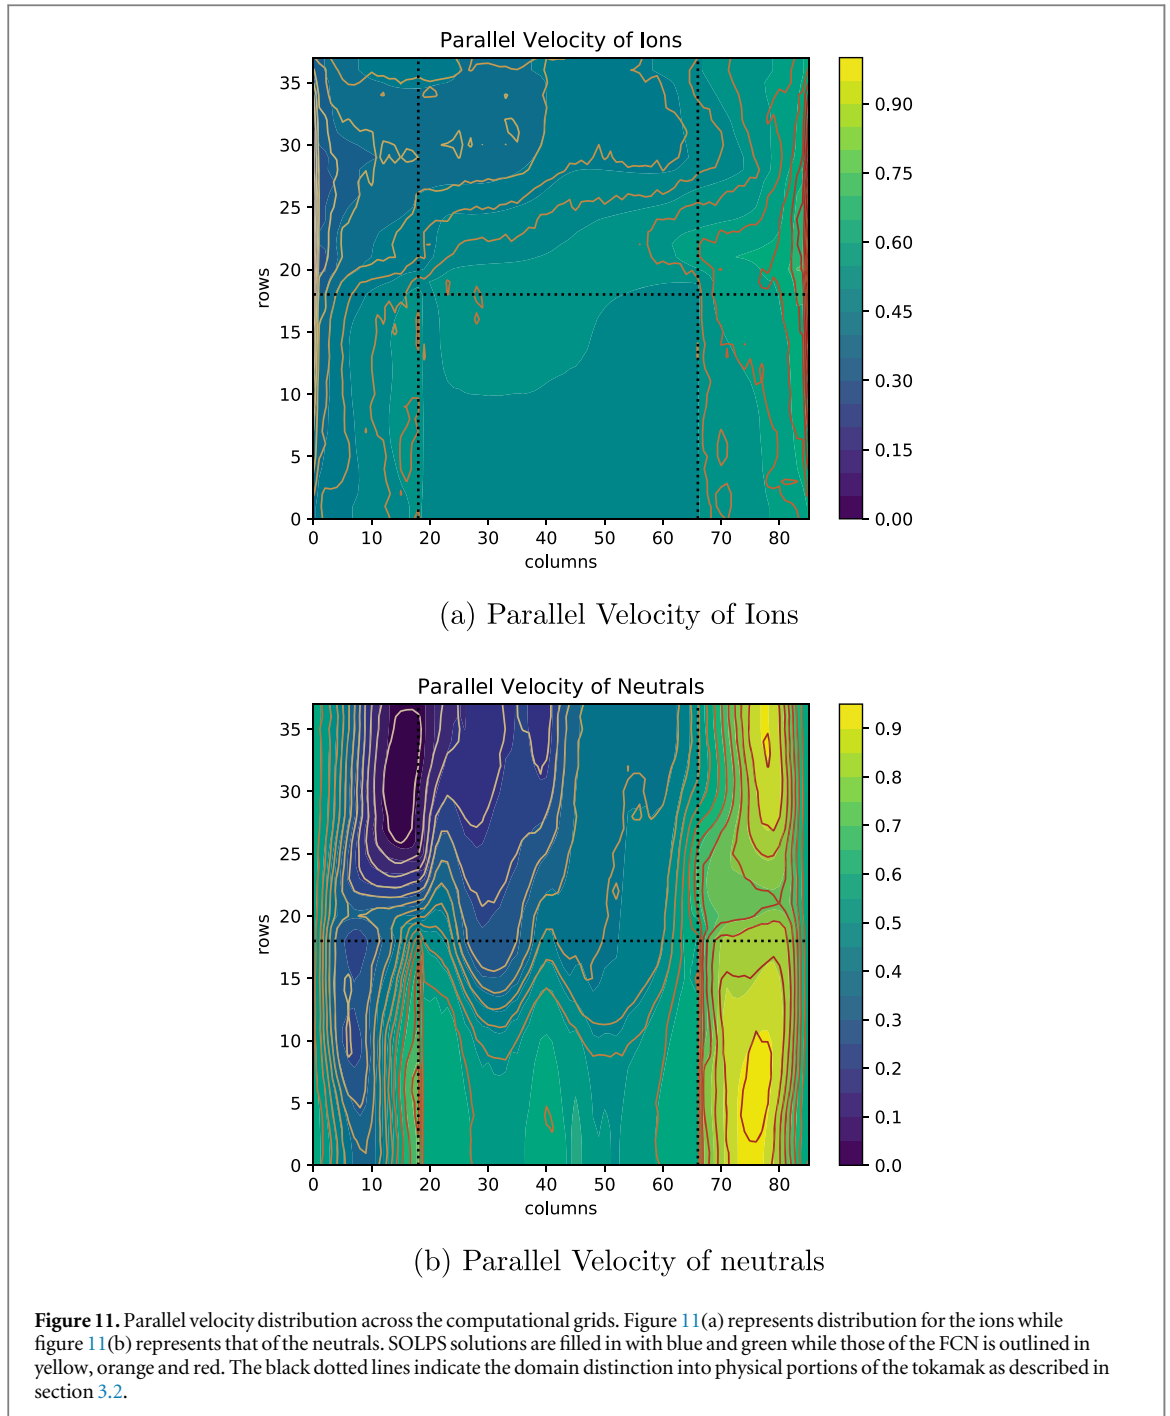 Parallel Velocity of Ions
35
30
25
20
15
10
5
0
rows
0 10 20 30 40 50 60 70 80
columns
0.90
0.75
0.60
0.45
0.30
0.15
0.00
(a) Parallel Velocity of Ions
Parallel Velocity of Neutrals
35
30
25
20
15
10
5
0
rows
0 10 20 30 40 50 60 70 80
columns
0.9
0.8
0.7
0.6
0.5
0.4
0.3
0.2
0.1
0.0
(b) Parallel Velocity of neutrals
Figure 11. Parallel velocity distribution across the computational grids. Figure 11(a) represents distribution for the ions while
figure 11(b) represents that of the neutrals. SOLPS solutions are filled in with blue and green while those of the FCN is outlined in
yellow, orange and red. The black dotted lines indicate the domain distinction into physical portions of the tokamak as described in
section 3.2.